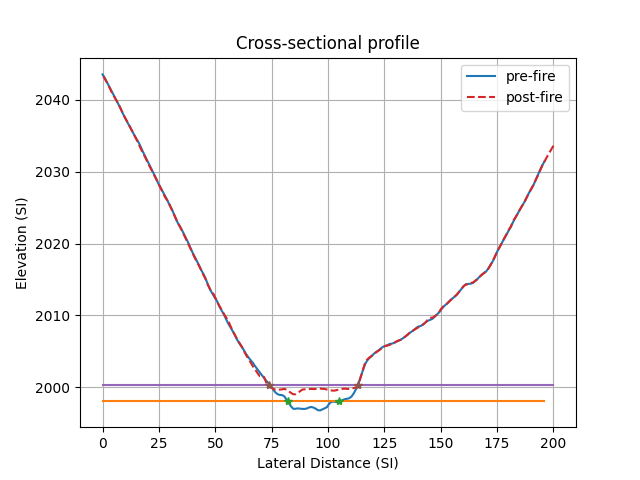 Cross-sectional profile
pre-fire
post-fire
Elevation (SI)
2040
2030
2020
2010
2000
0 25 50 75 100 125 150 175 200
Lateral Distance (SI)